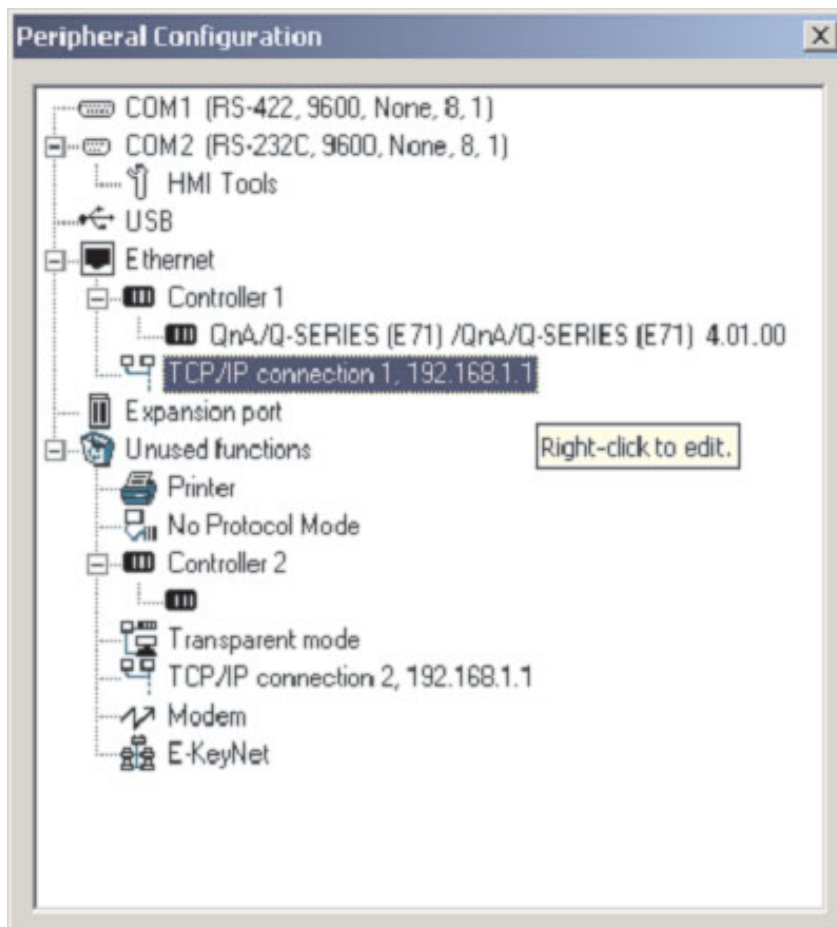 Peripheral Configuration
COM1 (RS-422, 9600, None, 8, 1)
COM2 (RS-232C, 9600, None, 8, 1)
HMI Tools
USB
Ethernet
Controller 1
QnA/Q-SERIES (E71) /QnA/Q-SERIES (E71) 4.01.00
TCP/IP connection 1, 192.168.1.1
Expansion port
Unused functions
Right-click to edit.
Printer
No Protocol Mode
Controller 2
Transparent mode
TCP/IP connection 2, 192.168.1.1
Modem
E-KeyNet